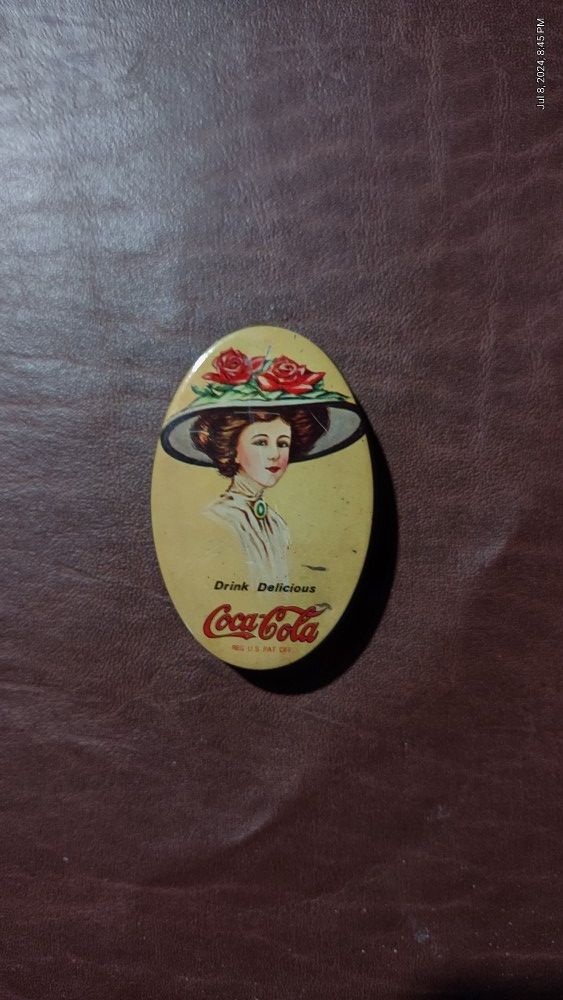 Jul 8, 2024, 8:45 PM
Drink Delicious
Coca-Cola
REG U.S. PAT OFF.